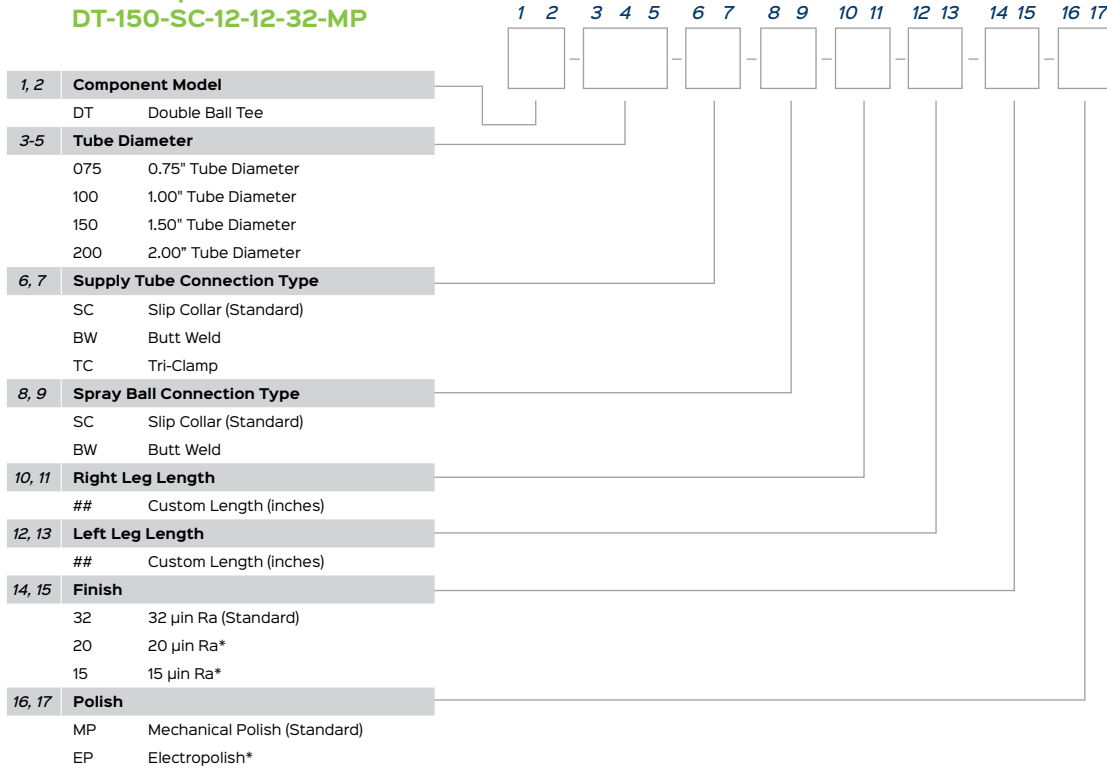 DT-150-SC-12-12-32-MP
1 2 3 4 5 6 7 8 9 10 11 12 13 14 15 16 17
- - - - - - -
1, 2 Component Model
DT Double Ball Tee
3-5 Tube Diameter
075 0.75" Tube Diameter
100 1.00" Tube Diameter
150 1.50" Tube Diameter
200 2.00” Tube Diameter
6, 7 Supply Tube Connection Type
SC Slip Collar (Standard)
BW Butt Weld
TC Tri-Clamp
8, 9 Spray Ball Connection Type
SC Slip Collar (Standard)
BW Butt Weld
10, 11 Right Leg Length
## Custom Length (inches)
12, 13 Left Leg Length
## Custom Length (inches)
14, 15 Finish
32 32 µin Ra (Standard)
20 20 µin Ra*
15 15 µin Ra*
16, 17 Polish
MP Mechanical Polish (Standard)
EP Electropolish*